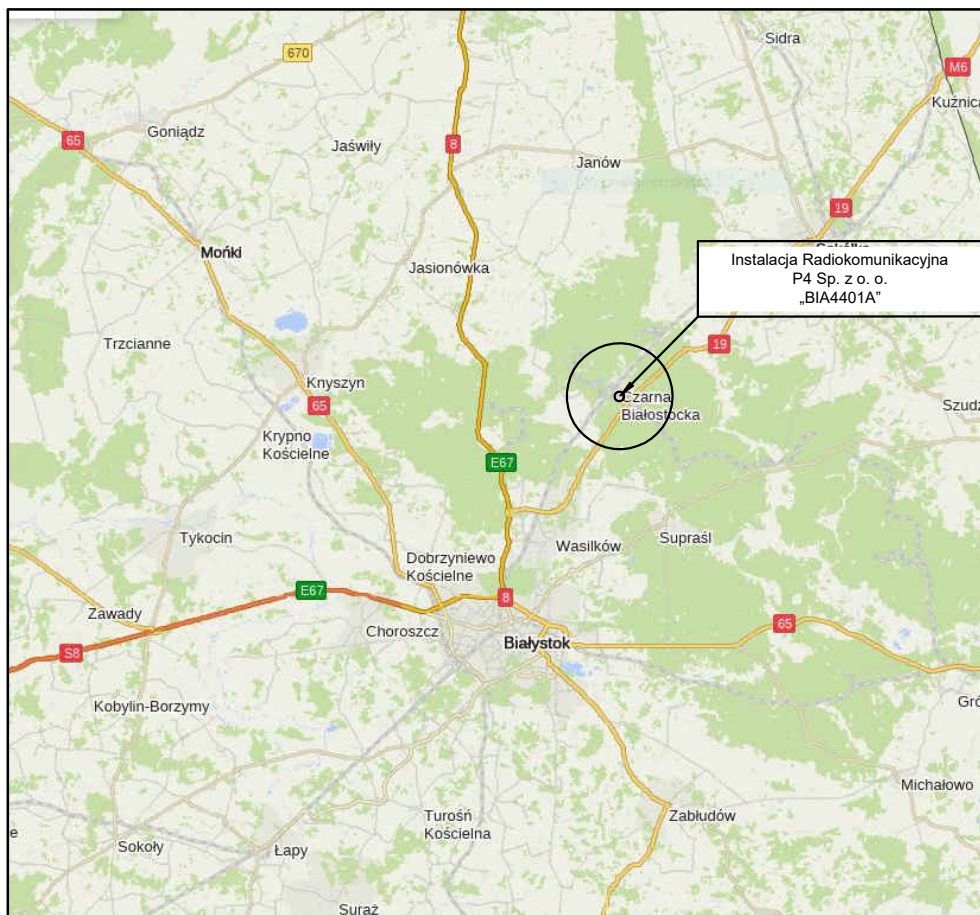 Sidra
670
M6
Kuźnica
Goniądz
65
Jaświły
8
Janów
19
Mońki
Jasionówka
Instalacja Radiokomunikacyjna
P4 Sp. z o. o.
„BIA4401A”
Trzcianne
19
Knyszyn
65
Czarna
Białostocka
Szudz
Krypno
Kościelne
E67
Tykocin
Wasilków
Supraśl
Dobrzyniewo
Kościelne
E67
8
Zawady
65
Choroszcz
Białystok
S8
Kobylin-Borzymy
Gró
Michałowo
Turośń
Kościelna
Zabłudów
e
Sokoły
Łapy
Suraż